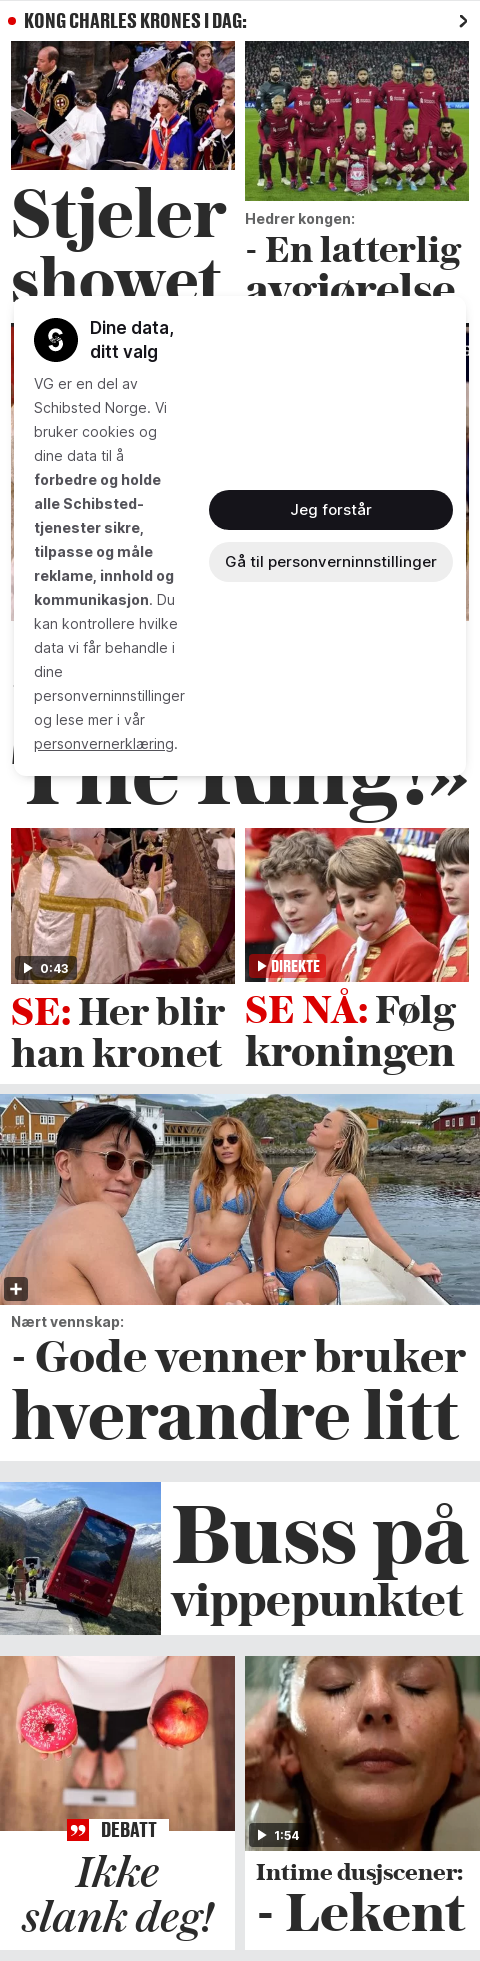 KONG CHARLES KRONES I DAG:
Stjeler
showet
Hedrer kongen:
- En latterlig
avgjørelse
Dine data,
ditt valg
VG er en del av
Schibsted Norge. Vi
bruker cookies og
dine data til å
forbedre og holde
alle Schibsted-
tjenester sikre,
tilpasse og måle
reklame, innhold og
kommunikasjon. Du
kan kontrollere hvilke
data vi får behandle i
dine
personverninnstillinger
og lese mer i vår
personvernerklæring.
Jeg forstår
Gå til personverninnstillinger
The King!»
0:43
SE: Her blir
han kronet
DIREKTE
SE NÅ: Følg
kroningen
Nært vennskap:
- Gode venner bruker
hverandre litt
Buss på
vippepunktet
DEBATT
Ikke
slank deg!
1:54
Intime dusjscener:
- Lekent